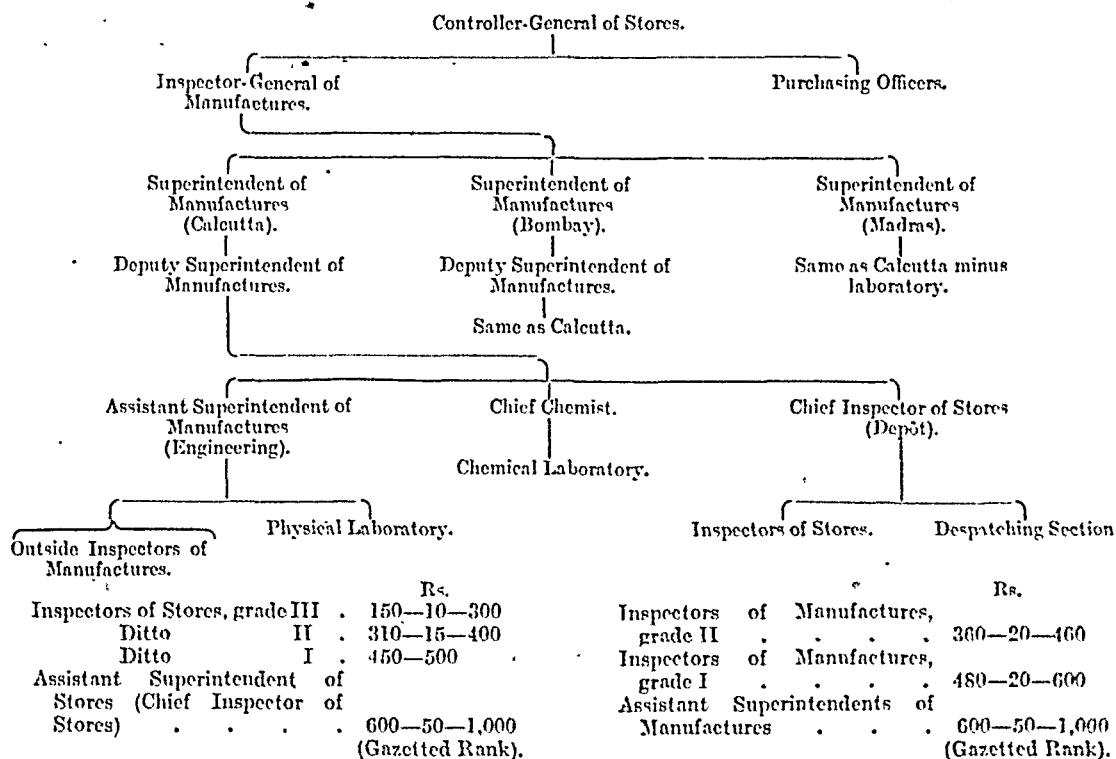 Controller-General of Stores.
Inspector-General of Manufactures.
Purchasing Officers.
Superintendent of Manufactures (Calcutta).
Superintendent of Manufactures (Bombay).
Superintendent of Manufactures (Madras).
Deputy Superintendent of Manufactures.
Deputy Superintendent of Manufactures.
Same as Calcutta minus laboratory.
Same as Calcutta.
Assistant Superintendent of Manufactures (Engineering).
Chief Chemist.
Chief Inspector of Stores (Depôt).
Chemical Laboratory.
Outside Inspectors of Manufactures.
Physical Laboratory.
Inspectors of Stores.
Despatching Section
Rs.
Inspectors of Stores, grade III . 150—10—300
Ditto II . 310—15—400
Ditto I . 450—500
Assistant Superintendent of
Stores (Chief Inspector of
Stores) . . . . 600—50—1,000
(Gazetted Rank).
Rs.
Inspectors of Manufactures,
grade II . . . . 360—20—460
Inspectors of Manufactures,
grade I . . . . 480—20—600
Assistant Superintendents of
Manufactures . . . 600—50—1,000
(Gazetted Rank).